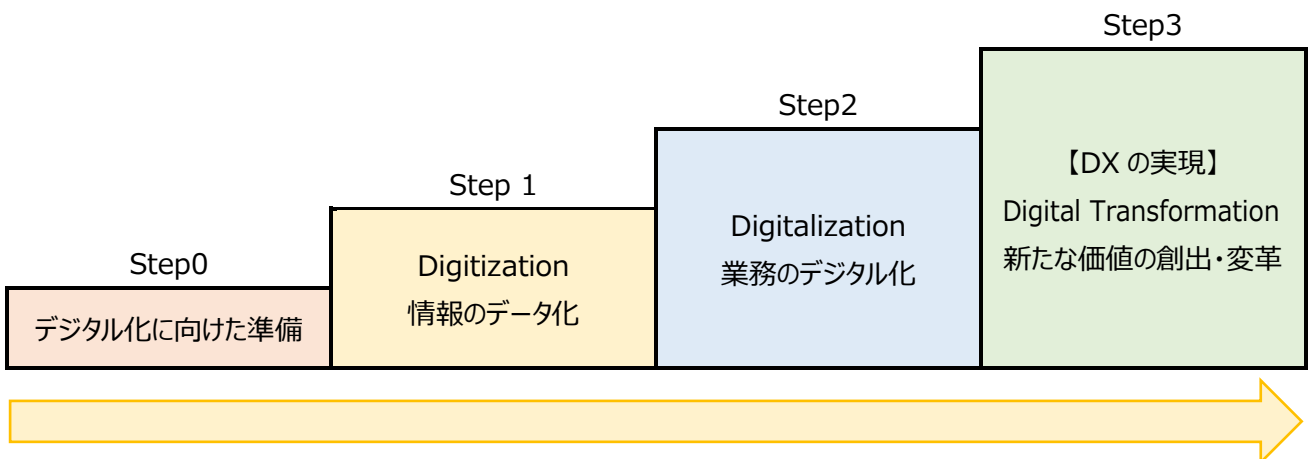 Step0
デジタル化に向けた準備
Step 1
Digitization
情報のデータ化
Step2
Digitalization
業務のデジタル化
Step3
【DX の実現】
Digital Transformation
新たな価値の創出・変革